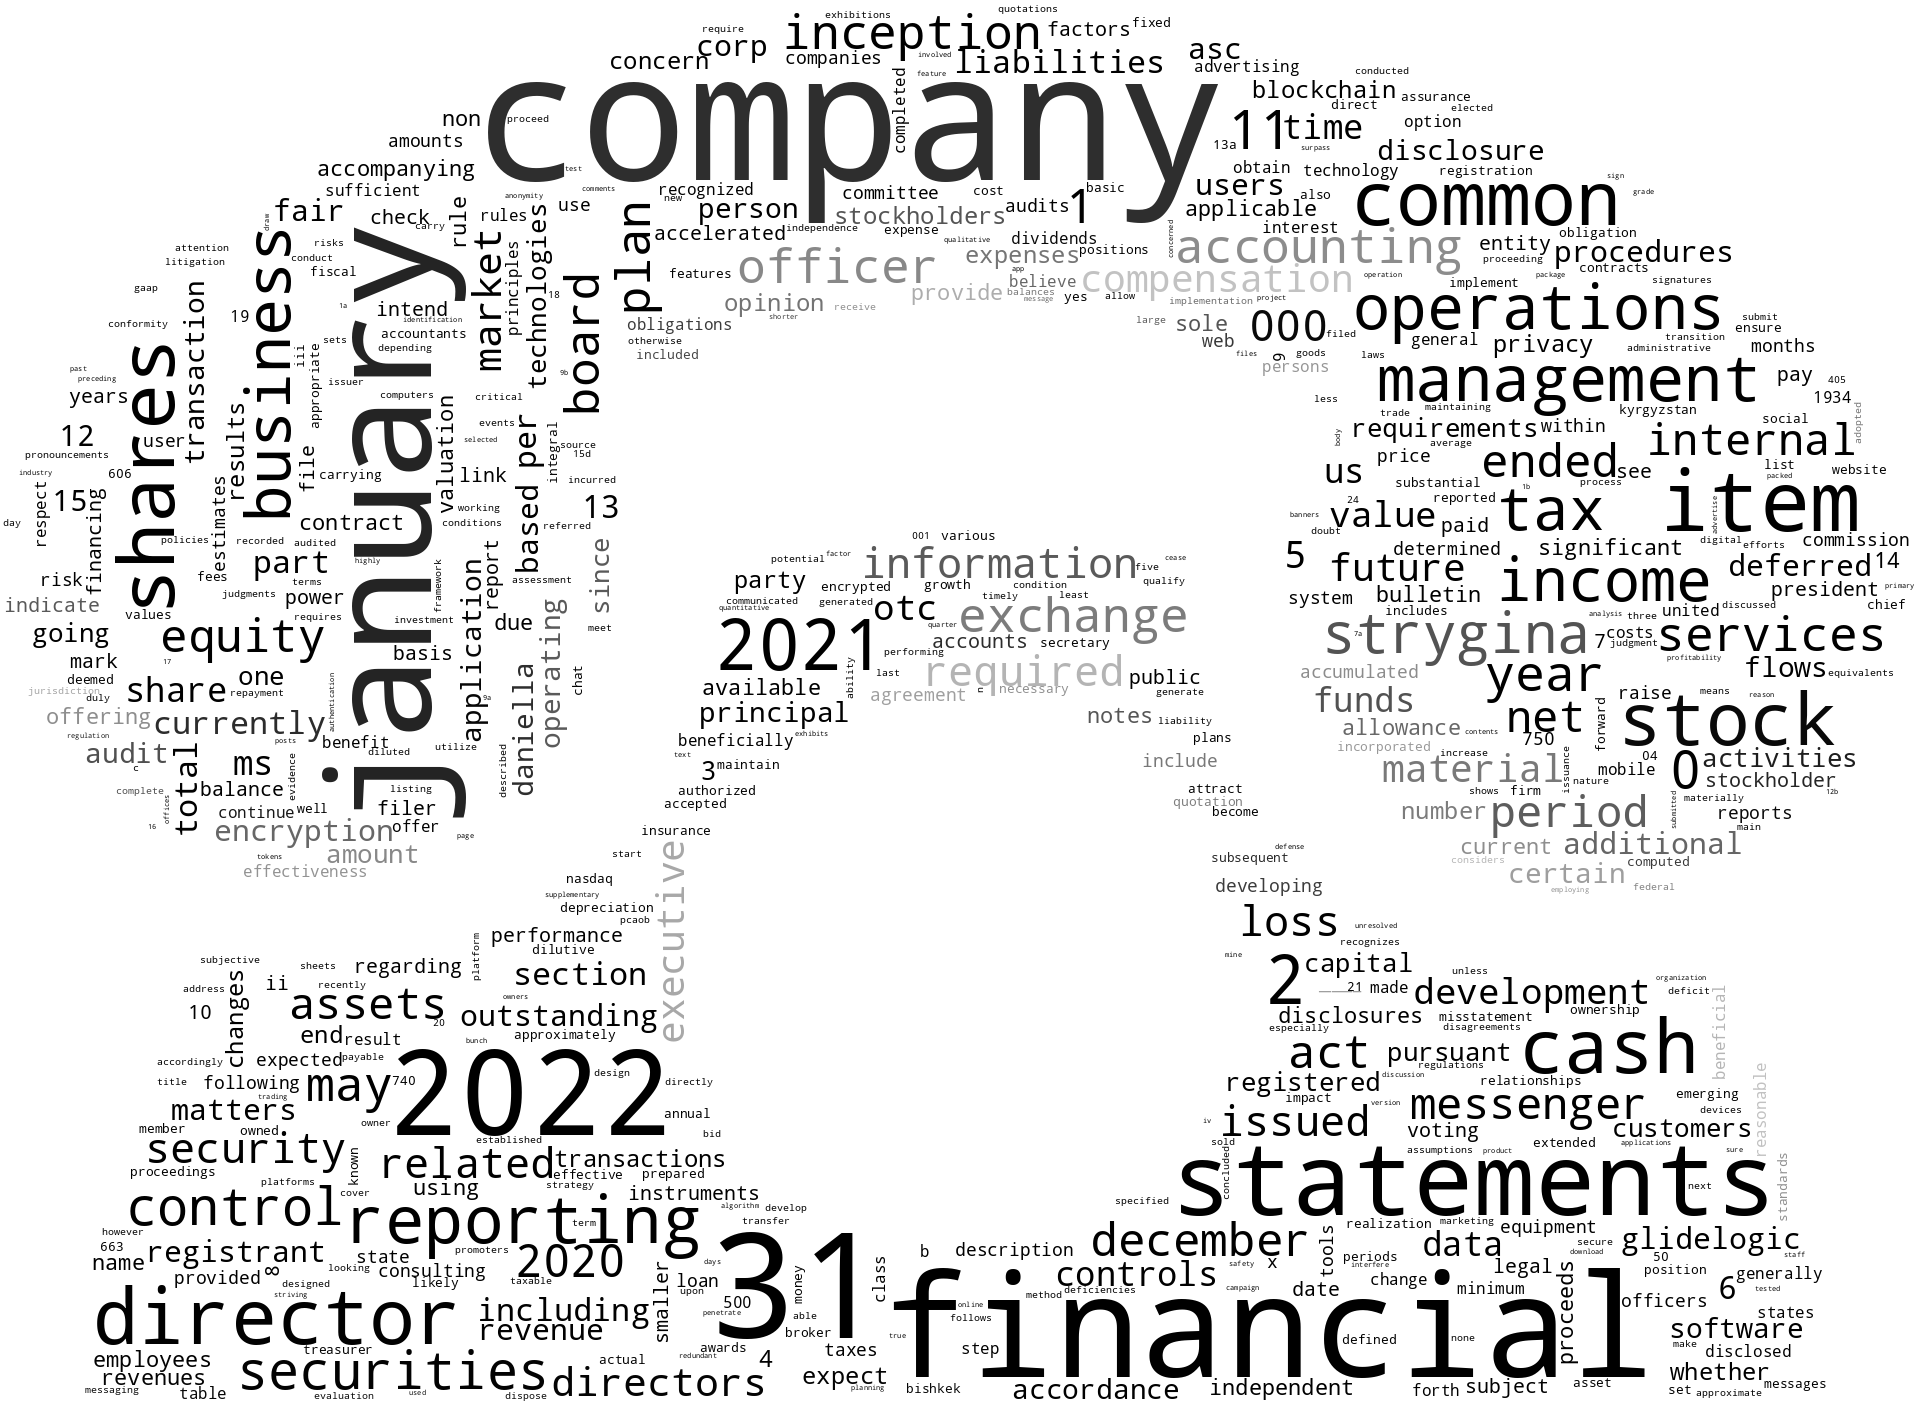 exhibitions quotations
require inception factors fixed
corp
concern companies involved liabilities asc
feature advertising conducted
company completed blockchain assurance
direct elected
non proceed 11 time option
amounts 13a surpass disclosure
accompanying test obtain technology registration sign
sufficient anonymity comments recognized committee cost basic users also common grade
fair check rule rules use new person stockholders audits 1 applicable
draw carry accelerated independence expense dividends interest obligation
attention risks january market technologies plan qualitative positions concerned accounting entity procedures
litigation conduct principles features officer expenses proceeding contracts
gaap fiscal board app believe compensation operation package signatures
business 1a 18 opinion receive provide balances message yes allow implementation project implement
conformity 19 intend identification shorter large sole 000 filed operations submit
transaction iii sets accountants obligations web general privacy transition ensure
shares depending otherwise included files 9 goods laws administrative months
past preceding appropriate issuer 9b persons management pay 405
years results computers critical less trade maintaining kyrgyzstan 1934
12 user valuation events integral source body requirements within social adopted
pronouncements file selected based per 15d average price ended see internal
industry 606 carrying link incurred us substantial process list packed website
15 financing estimates working 13 24 reported 1b tax item
day respect contract conditions referred banners value paid advertise
policies recorded audited report since 001 various doubt determined significant digital efforts commission
risk part highly application assessment potential factor information cease 5 future deferred 14
fees terms framework party encrypted growth condition five qualify system bulletin income president primary
indicate judgments power communicated generated timely least includes analysis three united discussed chief
values requires investment due operating meet quantitative otc exchange strygina 7a 7 costs services
going equity 17 basis 2021 quarter accounts secretary judgment
mark one performing year profitability flows
deemed daniella chat ability last required public accumulated equivalents
jurisdiction duly share repayment 9a available agreement n necessary generate funds raise means reason
offering currently authentication principal notes liability allowance contents net forward stock
regulation posts benefit utilize beneficially exhibits plans incorporated 750
audit total ms diluted described text increase issuance 04 0 activities
c evidence 3 maintain include material nature mobile stockholder
complete offices balance listing authorized attract shows firm 12b
continue well filer accepted quotation number period submitted materially reports
16 encryption offer page insurance become main
tokens amount start executive subsequent defense current additional
effectiveness considers computed
nasdaq developing certain federal
supplementary employing
depreciation
pcaob loss unresolved
platform performance recognizes
subjective sheets regarding dilutive mine capital unless organization
address ii recently section 2 21 made development deficit
10 changes assets owners outstanding disclosures misstatement ownership beneficial
end result 20 approximately especially disagreements
accordingly expected payable bunch act pursuant cash
title following may 740 2022 design directly registered regulations discussion relationships reasonable
matters trading owner annual impact version messenger emerging
member owned established bid iv issued voting devices customers
security known related transactions sold extended applications
proceedings platforms effective prepared concluded assumptions product sure
cover using strategy instruments statements next standards
control reporting term algorithm develop specified
however transfer realization marketing equipment
663 registrant state promoters 2020 days december tools data secure glidelogic
name provided 8 looking consulting smaller loan 31 class b description safety x periods interfere download 50 staff
designed likely taxable upon money controls change legal position generally
striving 500 method deficiencies campaign date minimum proceeds 6 tested
director including penetrate able online officers states
revenue awards broker true follows financial defined none software
treasurer actual redundant 4 taxes step make disclosed
employees securities expect planning whether
revenues directors bishkek accordance independent forth subject asset set messages
messaging table evaluation used dispose approximate